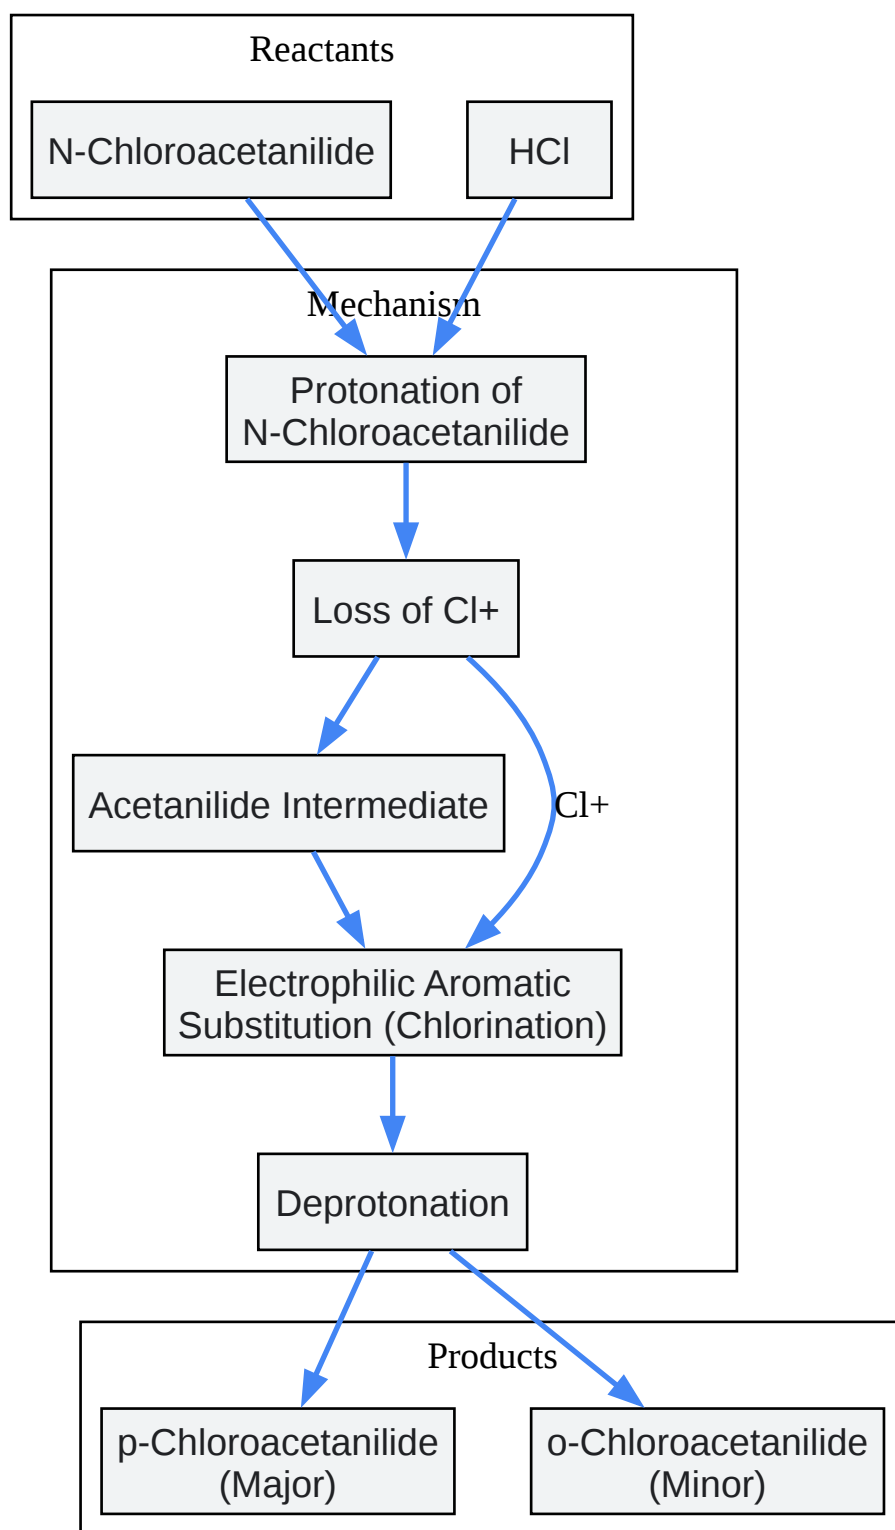 Reactants
N-Chloroacetanilide
HCl
Mechanism
Protonation of
N-Chloroacetanilide
Loss of Cl+
Acetanilide Intermediate
Cl+
Electrophilic Aromatic
Substitution (Chlorination)
Deprotonation
Products
p-Chloroacetanilide
(Major)
o-Chloroacetanilide
(Minor)